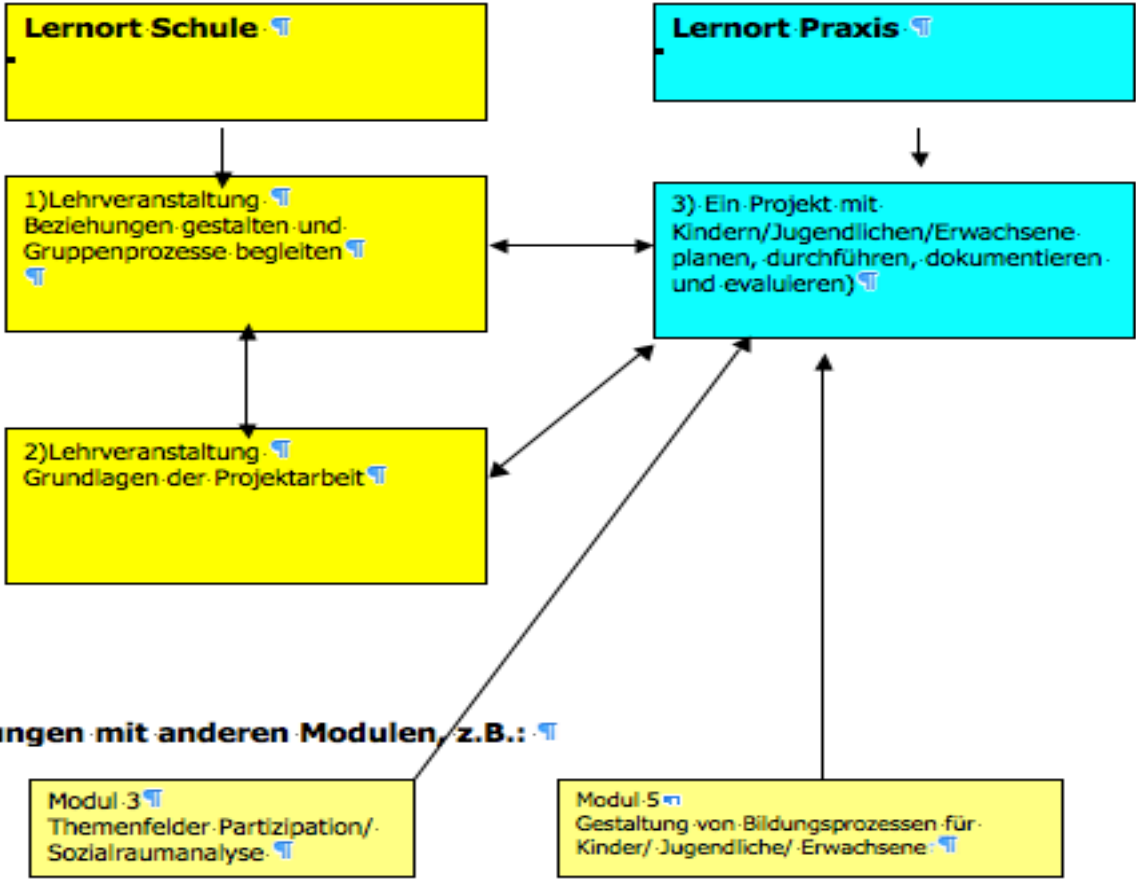 Lernort Schule ¶
Lernort Praxis ¶
1)Lehrveranstaltung ¶
Beziehungen gestalten und
Gruppenprozesse begleiten¶
¶
3) Ein Projekt mit
Kindern/Jugendlichen/Erwachsene
planen, durchführen, dokumentieren
und evaluieren)¶
2)Lehrveranstaltung ¶
Grundlagen der Projektarbeit¶
ungen mit anderen Modulen, z.B.: ¶
Modul 3¶
Themenfelder Partizipation/
Sozialraumanalyse ¶
Modul 5¶
Gestaltung von Bildungsprozessen für
Kinder/ Jugendliche/ Erwachsene ¶